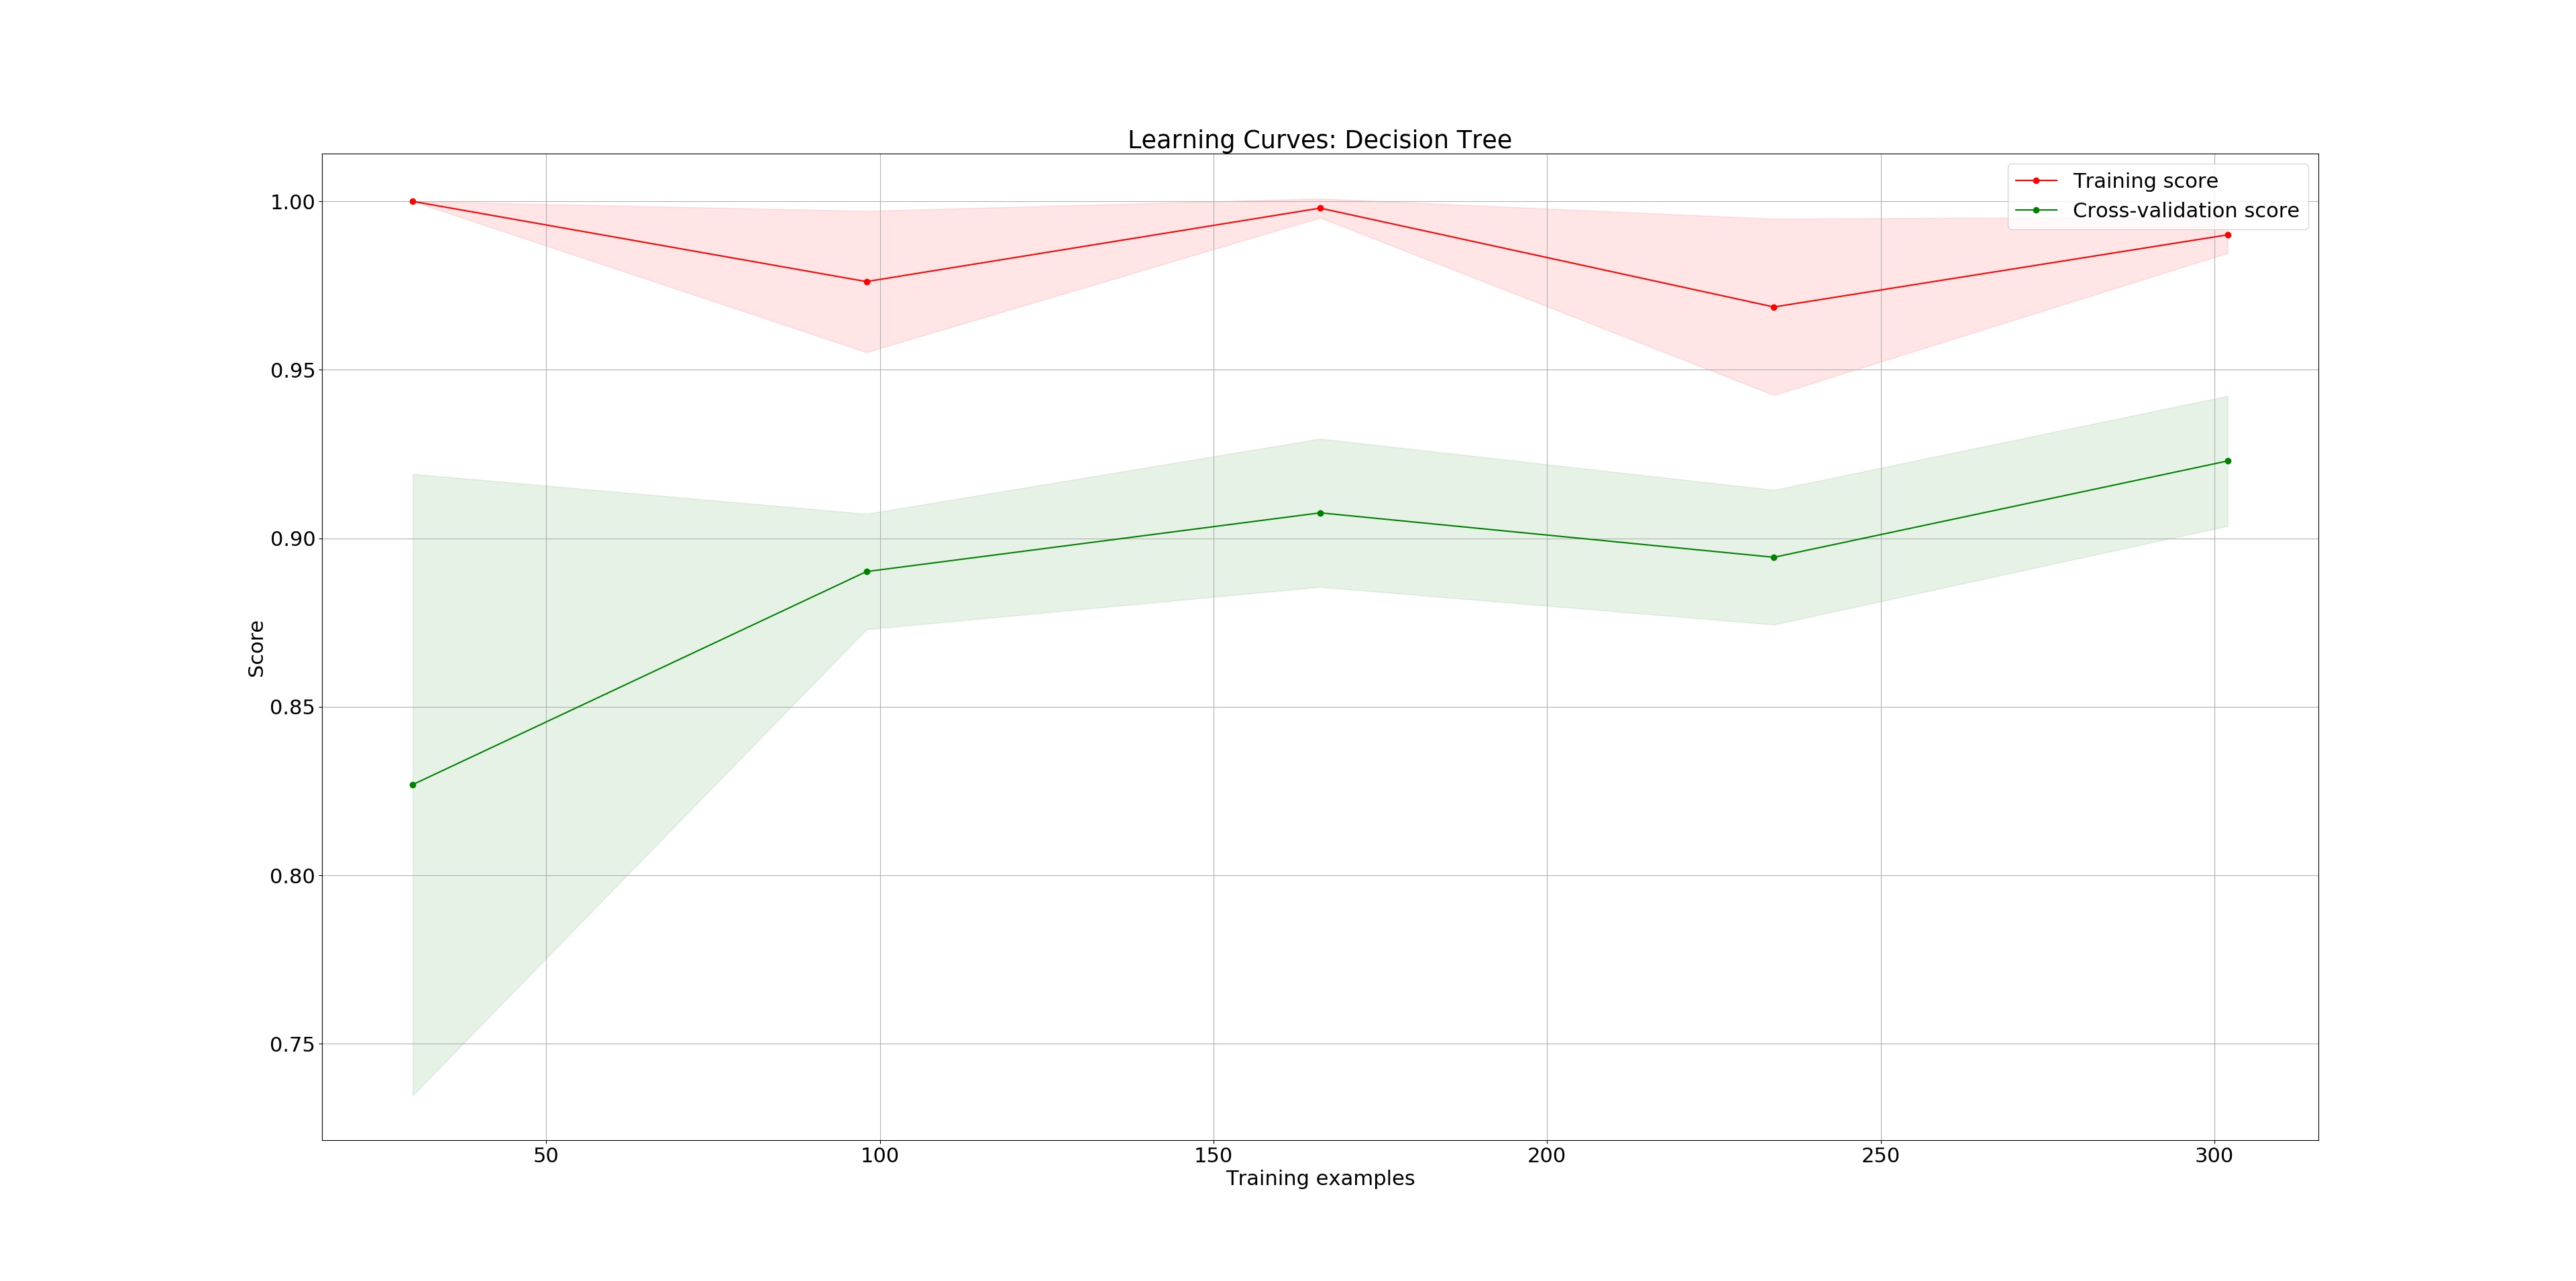 Learning Curves: Decision Tree
Training score
Cross-validation score
1.00
0.95
0.90
0.85
0.80
0.75
Score
50 100 150 200 250 300
Training examples